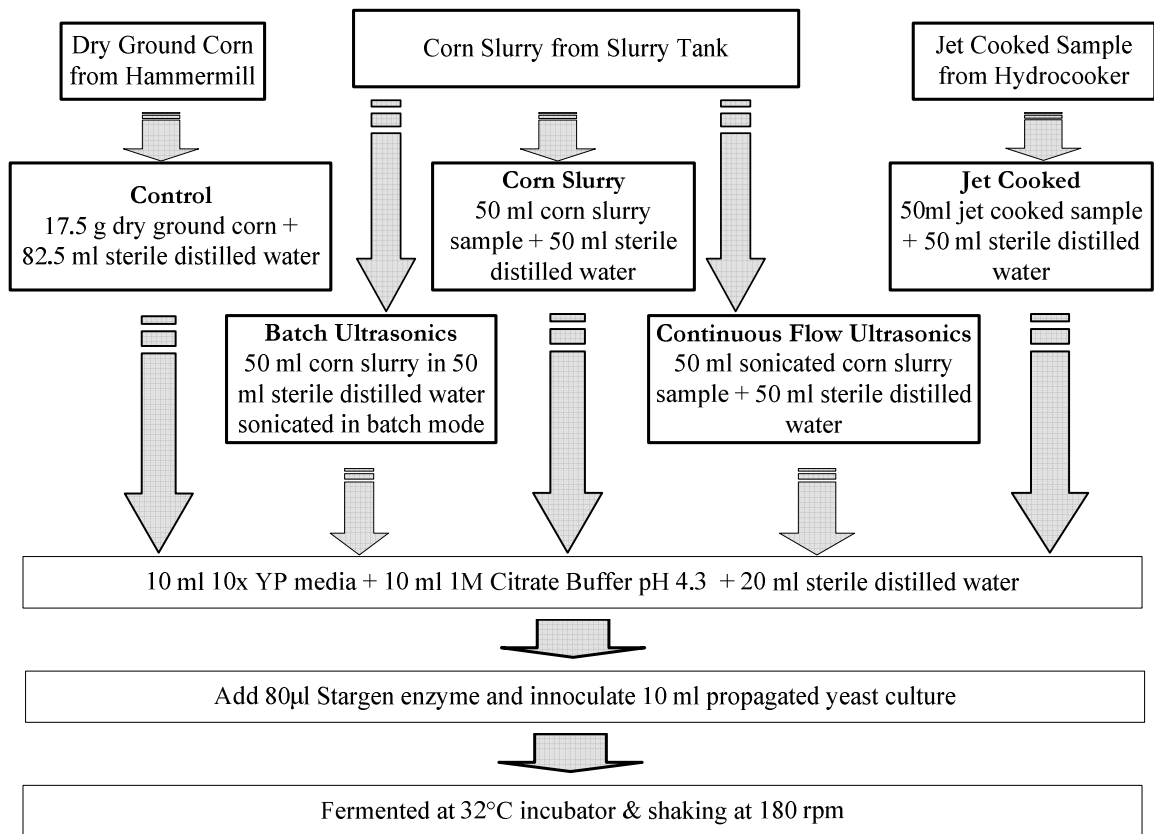 Dry Ground Corn
from Hammermill
Corn Slurry from Slurry Tank
Jet Cooked Sample
from Hydrocooker
Control
17.5 g dry ground corn +
82.5 ml sterile distilled water
Corn Slurry
50 ml corn slurry
sample + 50 ml sterile
distilled water
Jet Cooked
50ml jet cooked sample
+ 50 ml sterile distilled
water
Batch Ultrasonics
50 ml corn slurry in 50
ml sterile distilled water
sonicated in batch mode
Continuous Flow Ultrasonics
50 ml sonicated corn slurry
sample + 50 ml sterile distilled
water
10 ml 10x YP media + 10 ml 1M Citrate Buffer pH 4.3 + 20 ml sterile distilled water
Add 80µl Stargen enzyme and innoculate 10 ml propagated yeast culture
Fermented at 32°C incubator & shaking at 180 rpm